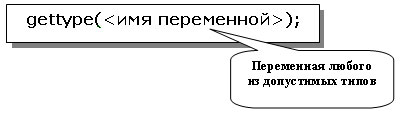 gettype(<имя переменной>);
Переменная любого
из допустимых типов